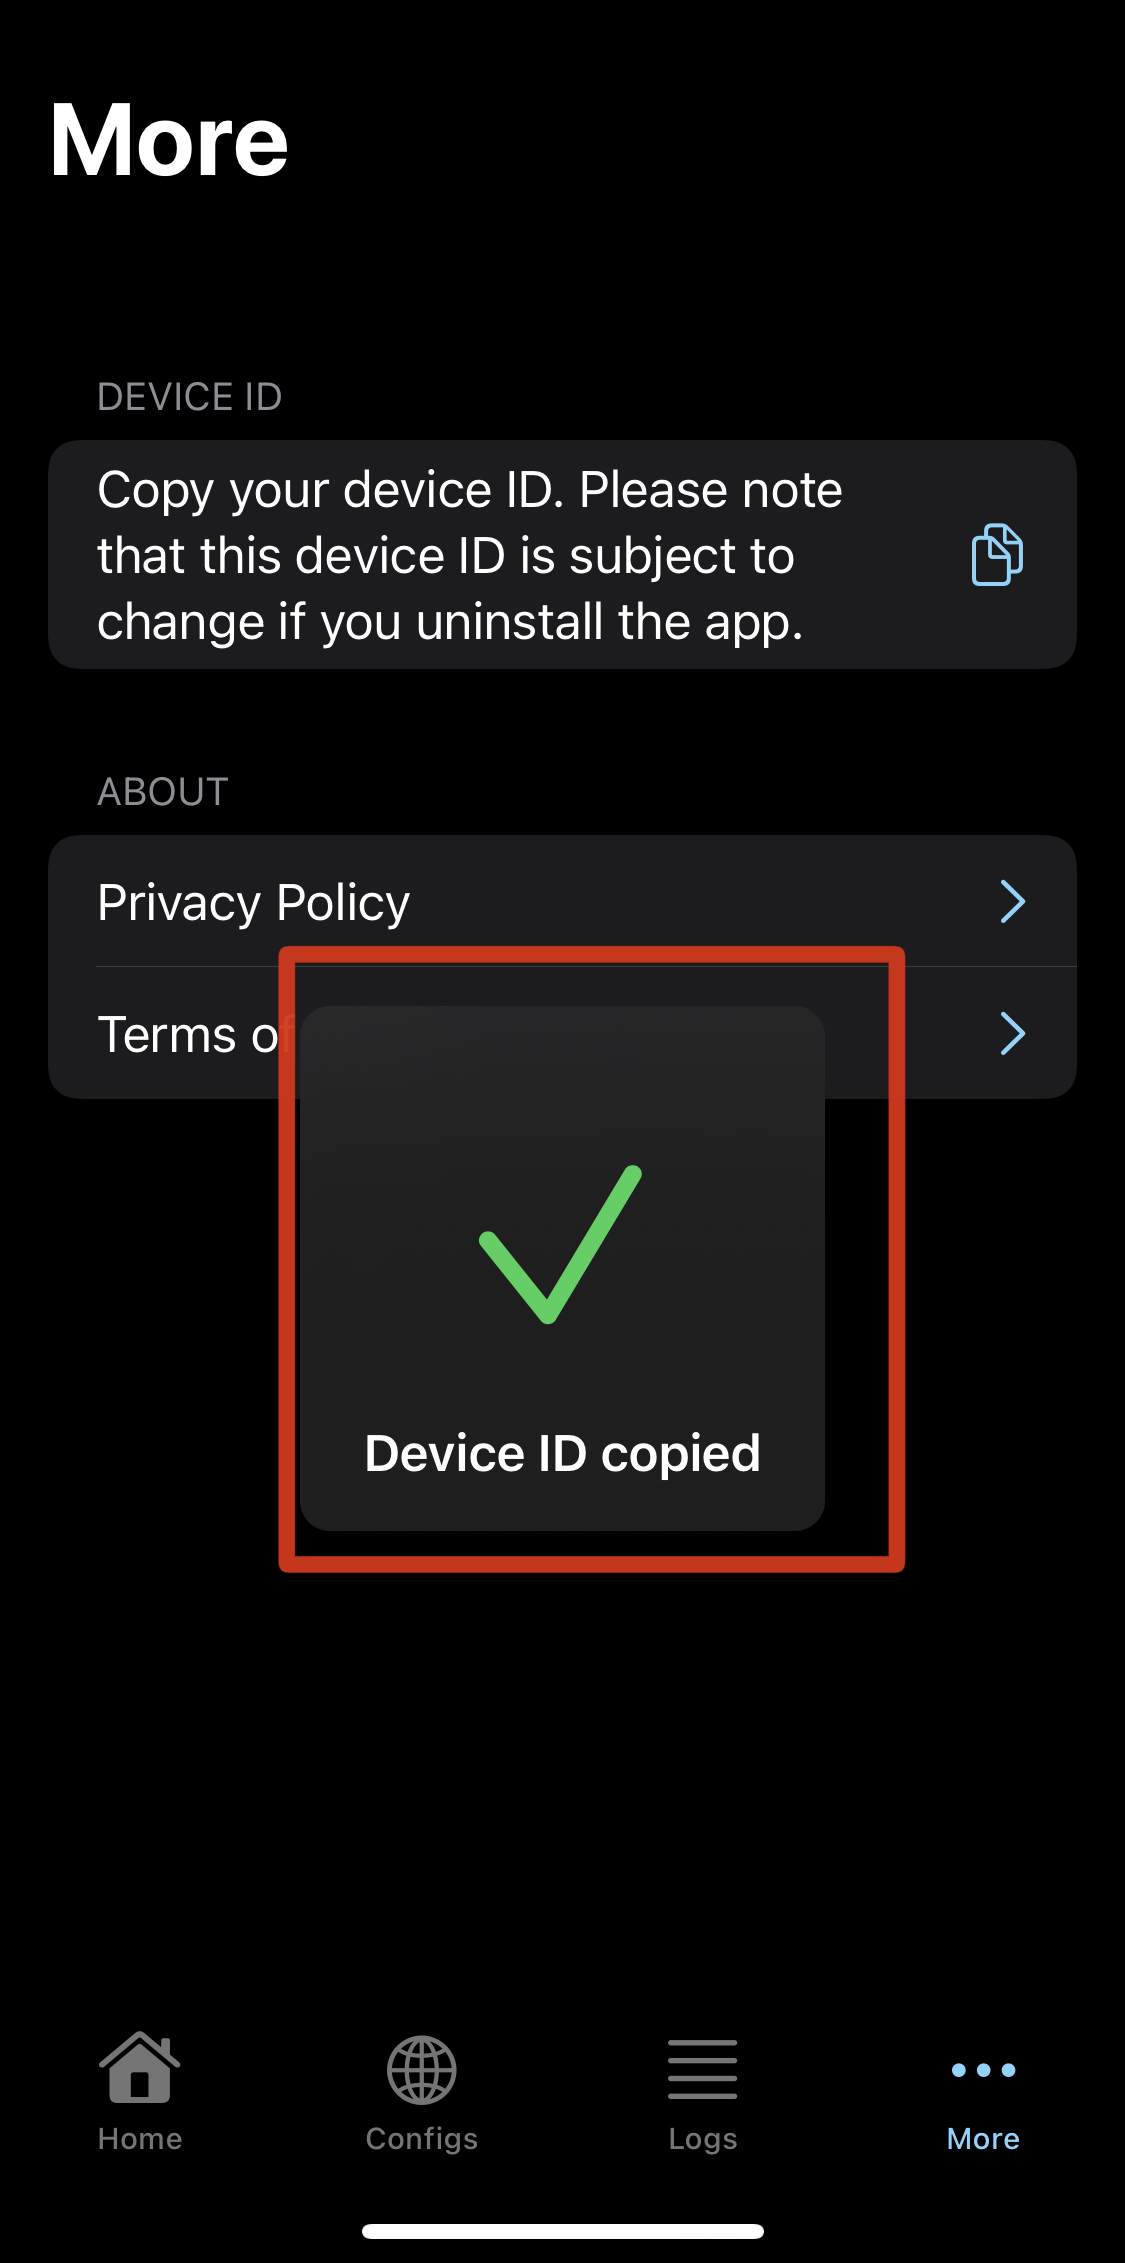 More
DEVICE ID
Copy your device ID. Please note
that this device ID is subject to
change if you uninstall the app.
ABOUT
Privacy Policy
Terms of
Device ID copied
Home
Configs
Logs
More